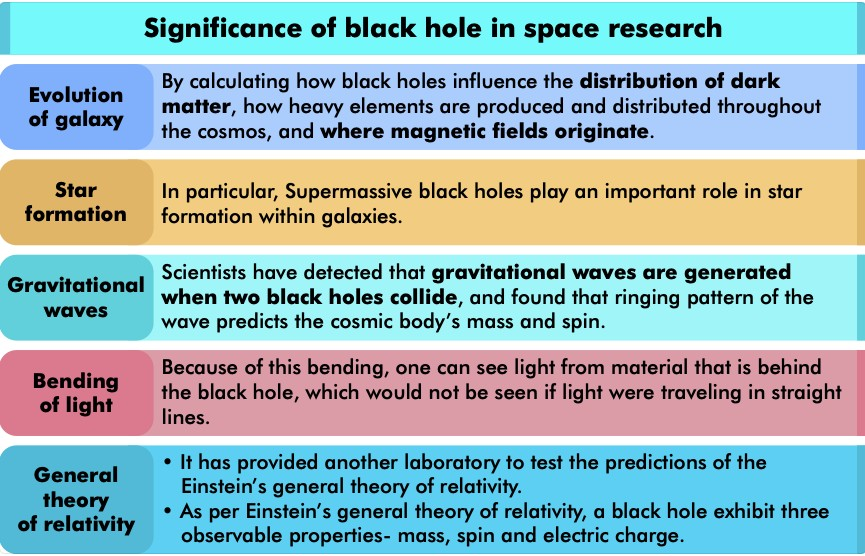 Significance of black hole in space research
Evolution
of galaxy
By calculating how black holes influence the distribution of dark
matter, how heavy elements are produced and distributed throughout
the cosmos, and where magnetic fields originate.
Star
formation
In particular, Supermassive black holes play an important role in star
formation within galaxies.
Gravitational
waves
Scientists have detected that gravitational waves are generated
when two black holes collide, and found that ringing pattern of the
wave predicts the cosmic body's mass and spin.
Bending
of light
Because of this bending, one can see light from material that is behind
the black hole, which would not be seen if light were traveling in straight
lines.
General
theory
of relativity
• It has provided another laboratory to test the predictions of the
Einstein's general theory of relativity.
• As per Einstein's general theory of relativity, a black hole exhibit three
observable properties- mass, spin and electric charge.